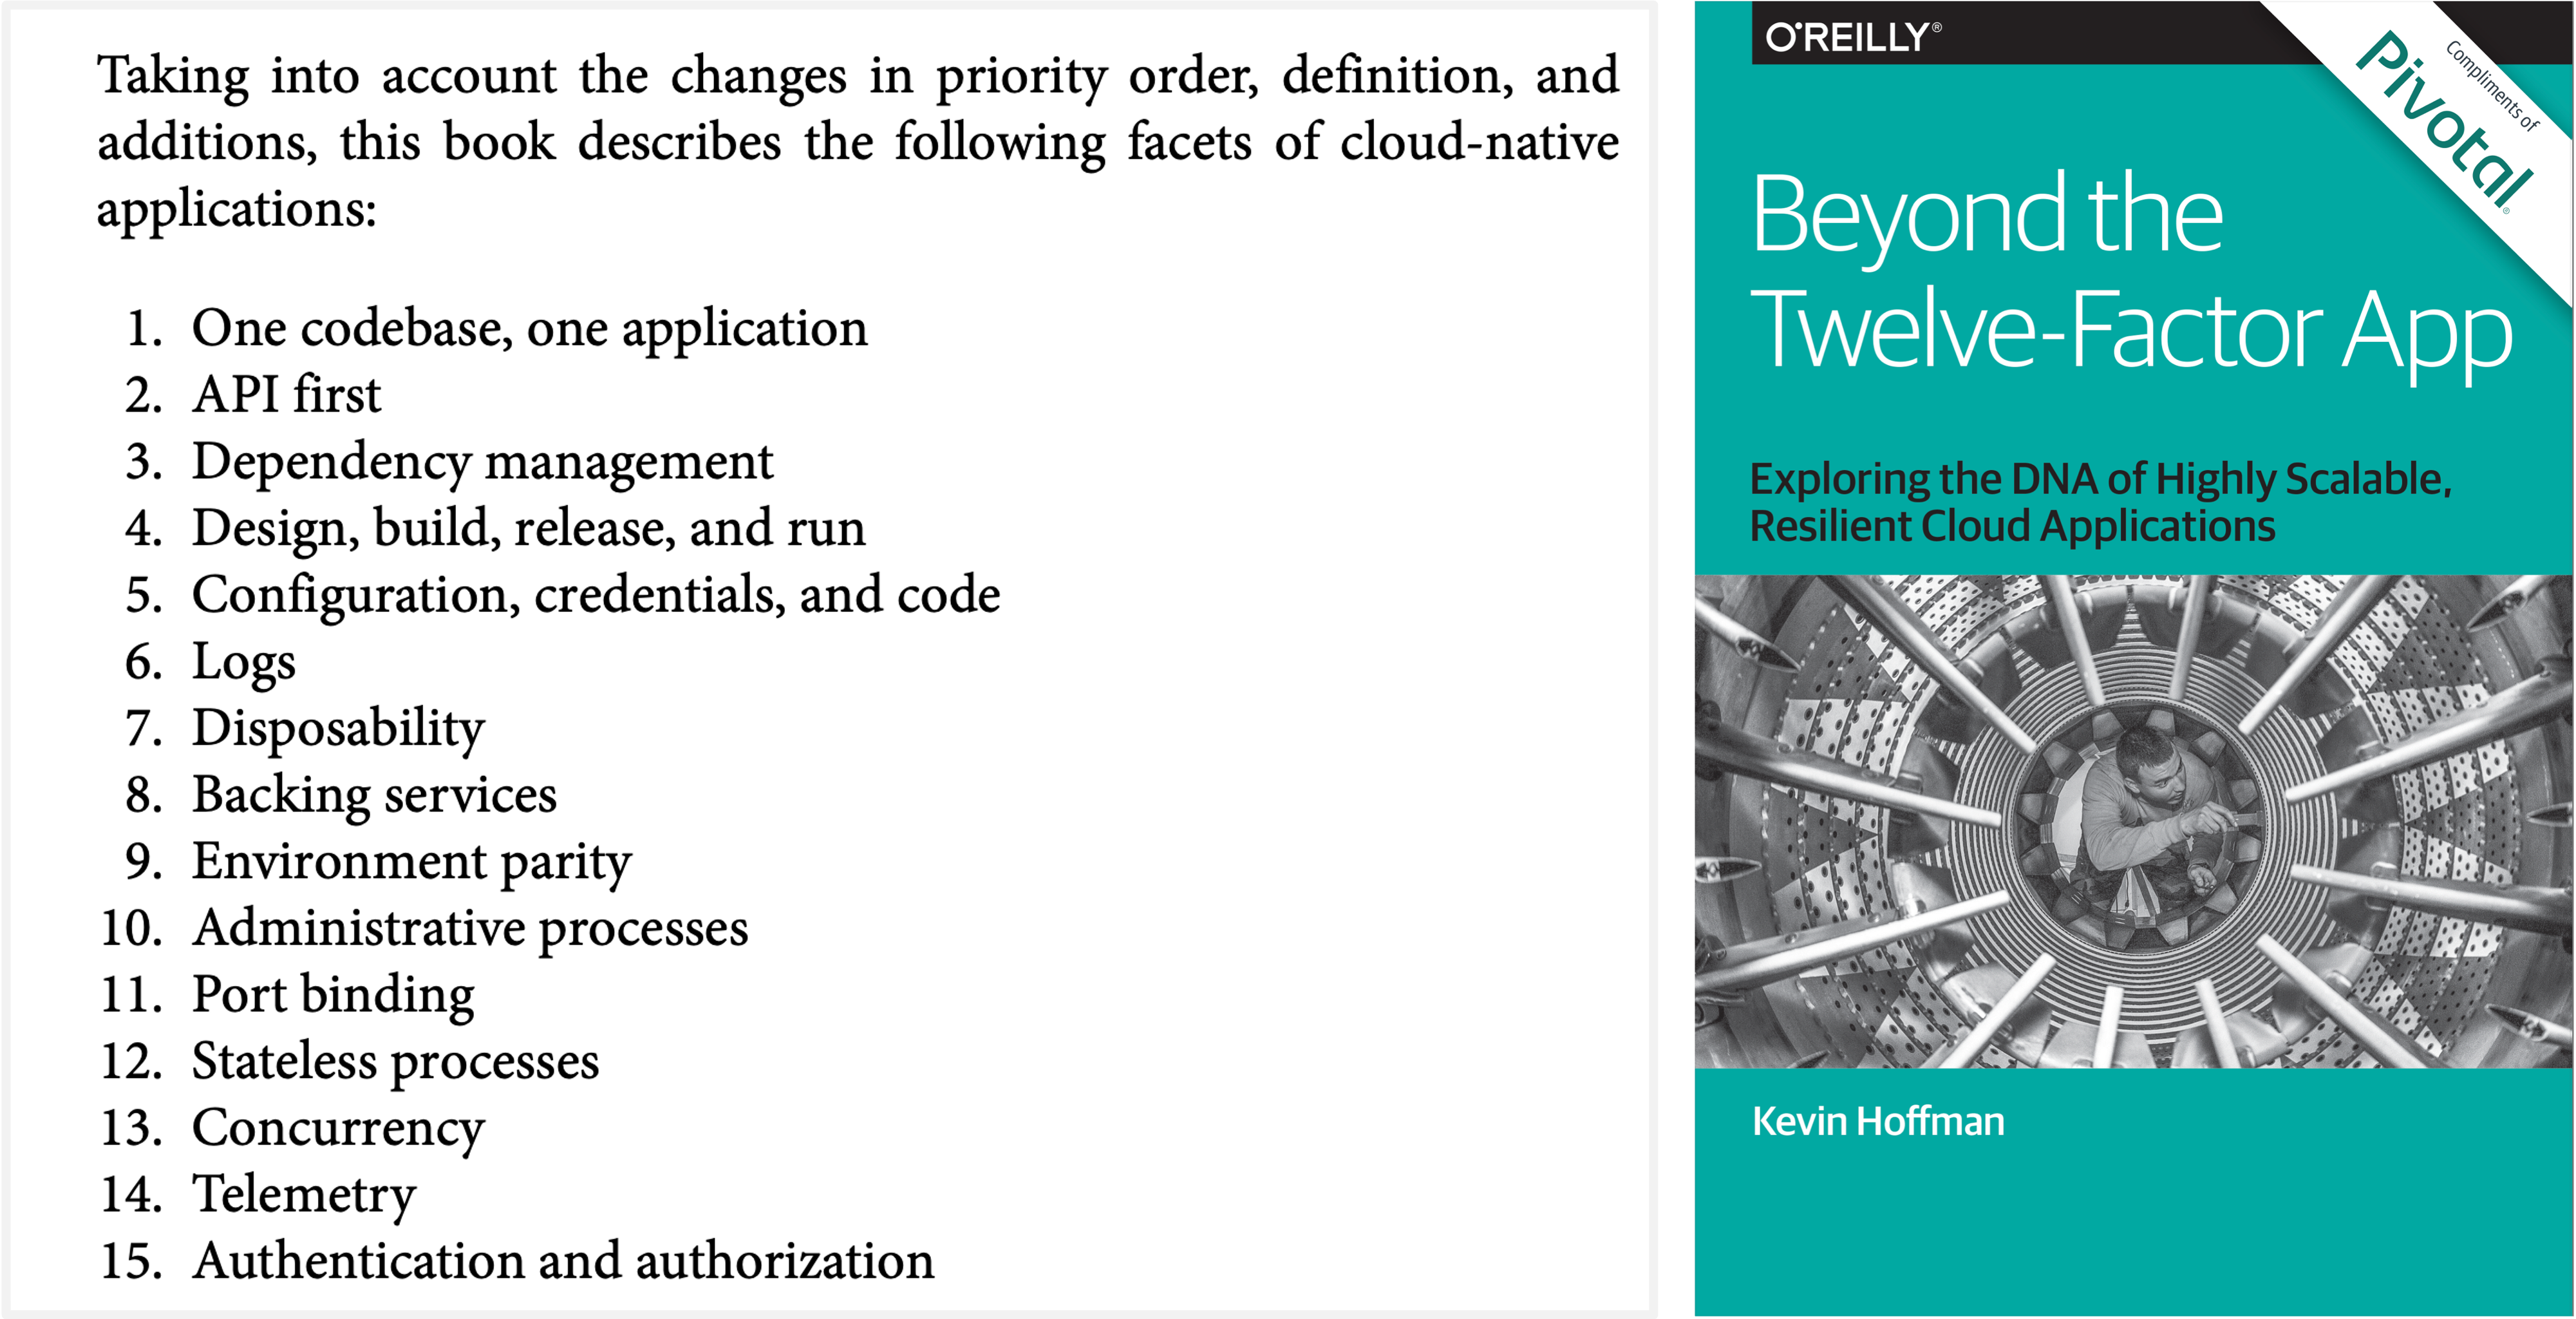 Taking into account the changes in priority order, definition, and
additions, this book describes the following facets of cloud-native
applications:
1. One codebase, one application
2. API first
3. Dependency management
4. Design, build, release, and run
5. Configuration, credentials, and code
6. Logs
7. Disposability
8. Backing services
9. Environment parity
10. Administrative processes
11. Port binding
12. Stateless processes
13. Concurrency
14. Telemetry
15. Authentication and authorization
O'REILLY®
Compliments of
Pivotal®
Beyond the
Twelve-Factor App
Exploring the DNA of Highly Scalable,
Resilient Cloud Applications
Kevin Hoffman